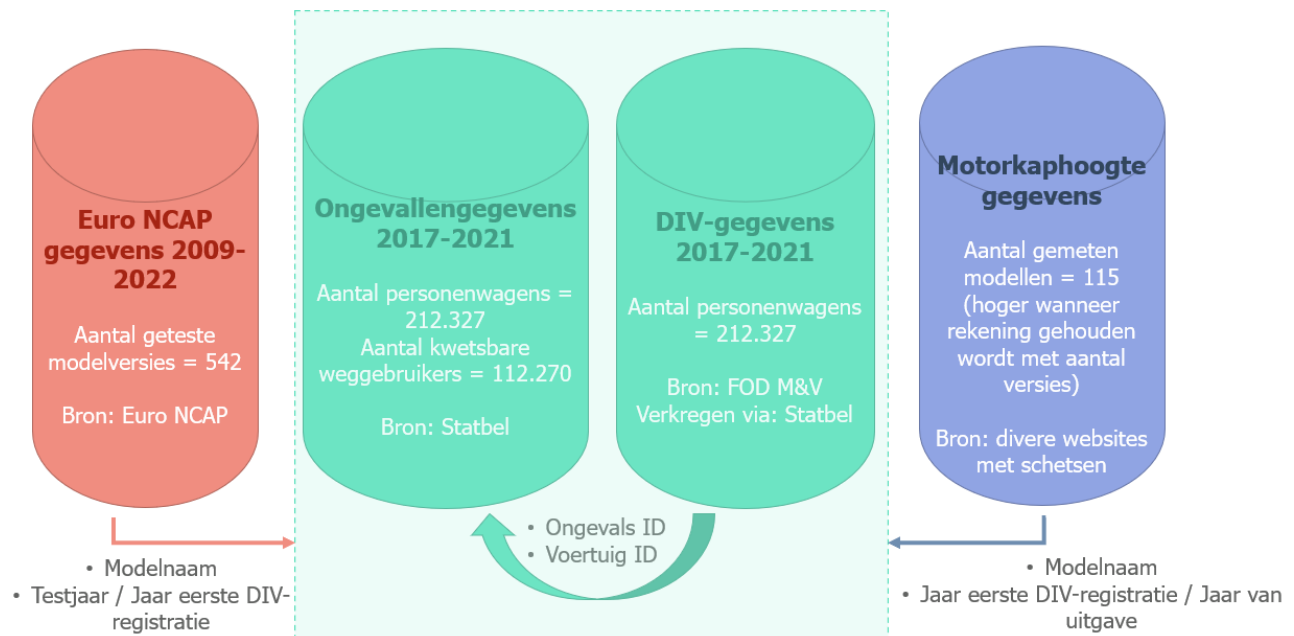 Euro NCAP
gegevens 2009-
2022
Aantal geteste
modelversies = 542
Bron: Euro NCAP
Ongevallengegevens
2017-2021
Aantal personenwagens =
212.327
Aantal kwetsbare
weggebruikers = 112.270
Bron: Statbel
DIV-gegevens
2017-2021
Aantal personenwagens
= 212.327
Bron: FOD M&V
Verkregen via: Statbel
Motorkaphoogte
gegevens
Aantal gemeten
modellen = 115
(hoger wanneer
rekening gehouden
wordt met aantal
versies)
Bron: divere websites
met schetsen
• Modelnaam
• Testjaar / Jaar eerste DIV-
registratie
• Ongevals ID
• Voertuig ID
• Modelnaam
• Jaar eerste DIV-registratie / Jaar van
uitgave